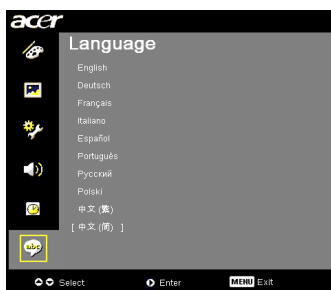 acer
Language
English
Deutsch
Français
Italiano
Español
Português
Русский
Polski
中文 (繁)
[ 中文 (简) ]
abc
Select Enter MENU Exit